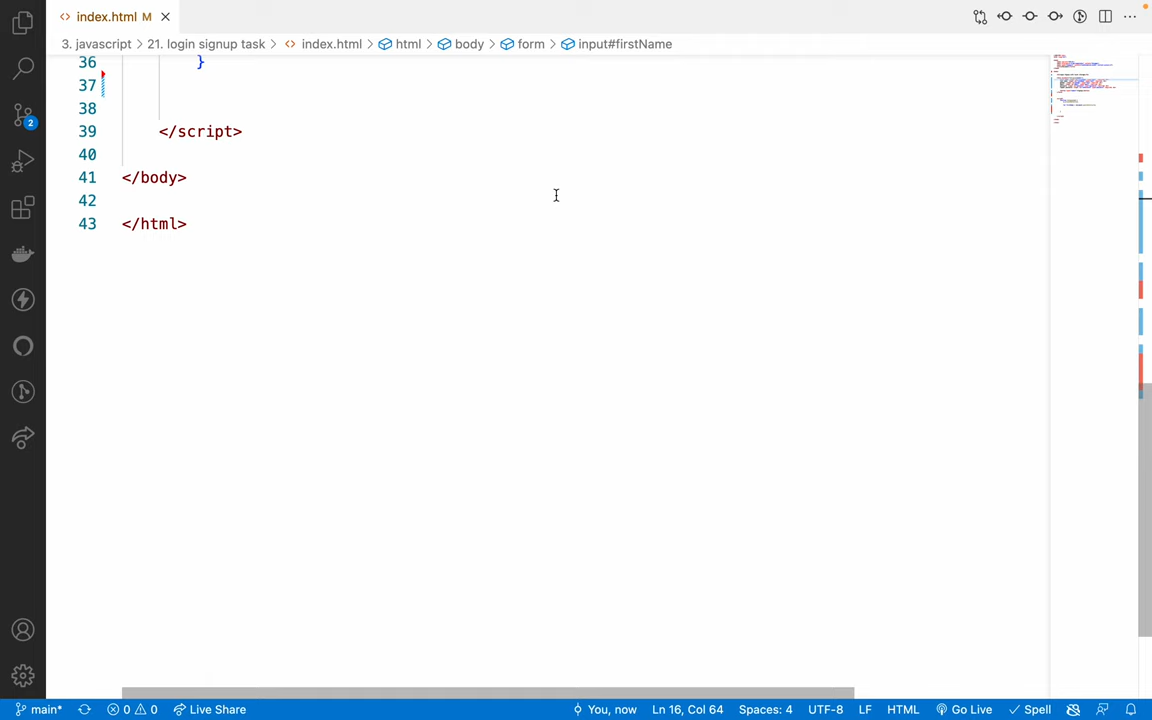 index.html M
3. javascript > 21. login signup task > index.html > html > body > form > input#firstName
36 }
37
38
39 </script>
40
41 </body>
42
43 </html>
2
main* 0 0 Live Share You, now Ln 16, Col 64 Spaces: 4 UTF-8 LF HTML Go Live Spell